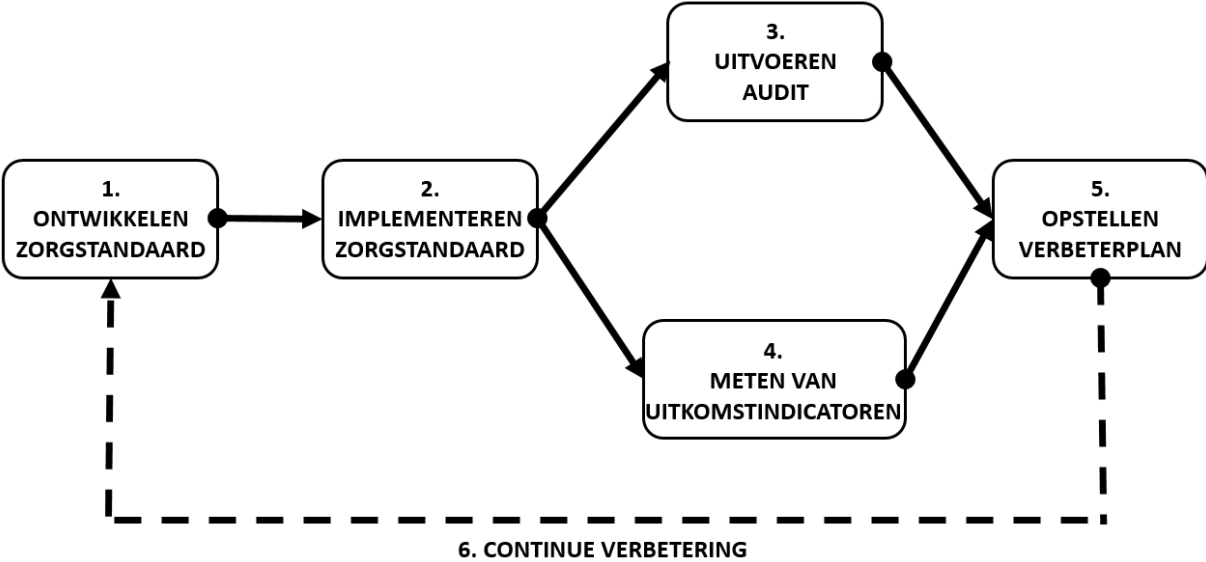 1.
ONTWIKKELEN
ZORGSTANDAARD
2.
IMPLEMENTEREN
ZORGSTANDAARD
3.
UITVOEREN
AUDIT
4.
METEN VAN
UITKOMSTINDICATOREN
5.
OPSTELLEN
VERBETERPLAN
6. CONTINUE VERBETERING